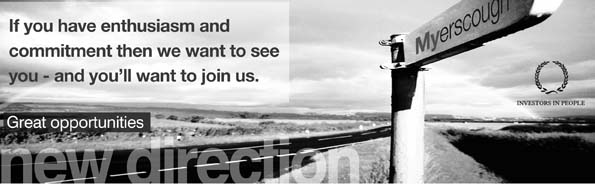 If you have enthusiasm and
commitment then we want to see
you - and you'll want to join us.
Myerscough
INVESTORS IN PEOPLE
Great opportunities
new direction